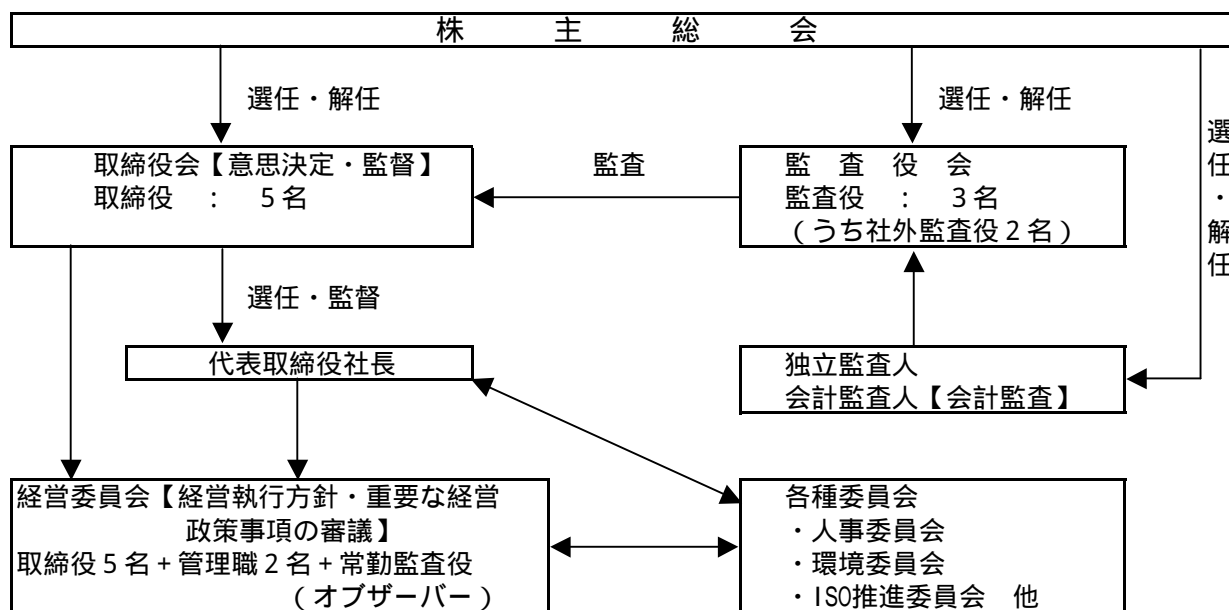 株 主 総 会
選任・解任
選任・解任
選任・解任
取締役会【意思決定・監督】
取締役 : 5名
監査
監 査 役 会
監査役 : 3名
(うち社外監査役2名)
選任・監督
代表取締役社長
独立監査人
会計監査人【会計監査】
経営委員会【経営執行方針・重要な経営
政策事項の審議】
取締役5名+管理職2名+常勤監査役
(オブザーバー)
各種委員会
・人事委員会
・環境委員会
・ISO推進委員会 他